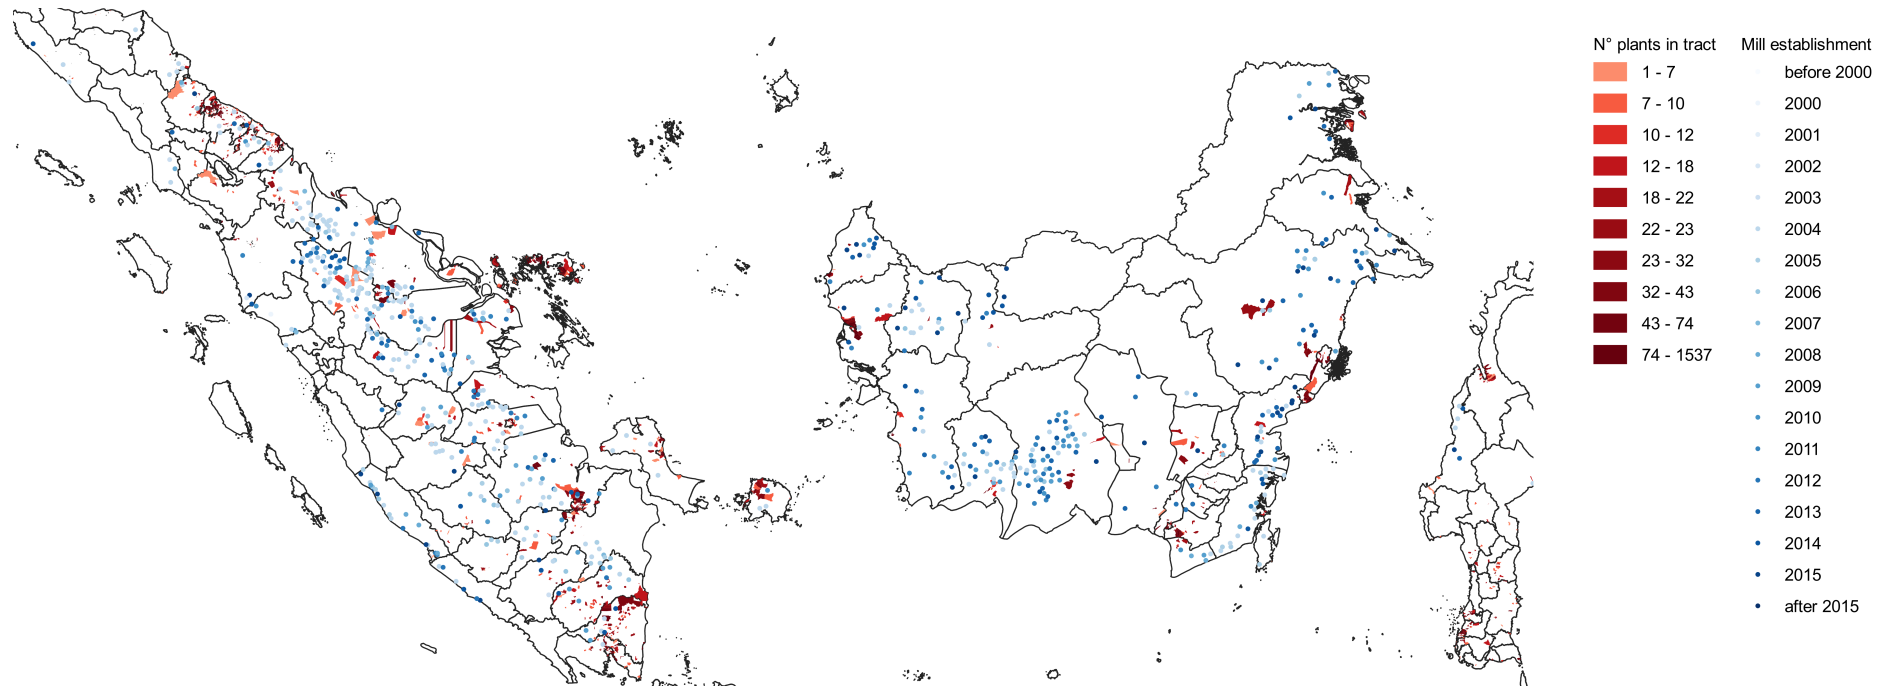 N° plants in tract
1 - 7
7 - 10
10 - 12
12 - 18
18 - 22
22 - 23
23 - 32
32 - 43
43 - 74
74 - 1537
Mill establishment
before 2000
2000
2001
2002
2003
2004
2005
2006
2007
2008
2009
2010
2011
2012
2013
2014
2015
after 2015